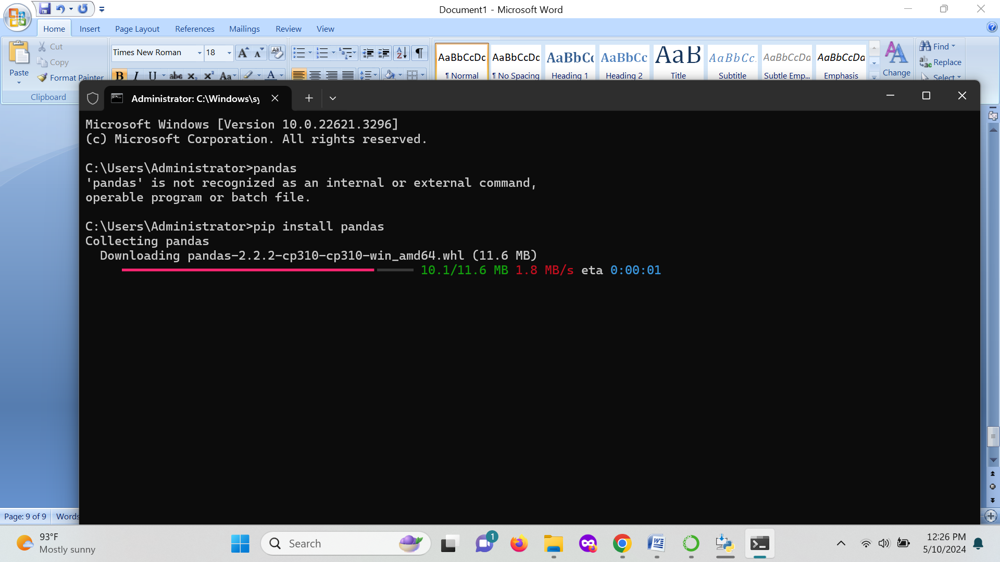 Document1 - Microsoft Word
Home Insert Page Layout References Mailings Review View
Paste
Cut
Copy
Format Painter
Clipboard
Times New Roman 18
B I U abc x₂ x² Aa A
AaBbCcDc AaBbCcDc AaBbCc AaBbCc AaB AaBbCc. AaBbCcDd AaBbCcDd
¶ Normal ¶ No Spacing Heading 1 Heading 2 Title Subtitle Subtle Emp... Emphasis
Change
Find
Replace
Select
Administrator: C:\Windows\sy
Microsoft Windows [Version 10.0.22621.3296]
(c) Microsoft Corporation. All rights reserved.
C:\Users\Administrator>pandas
'pandas' is not recognized as an internal or external command,
operable program or batch file.
C:\Users\Administrator>pip install pandas
Collecting pandas
Downloading pandas-2.2.2-cp310-cp310-win_amd64.whl (11.6 MB)
10.1/11.6 MB 1.8 MB/s eta 0:00:01
Page: 9 of 9 Words
93°F
Mostly sunny
Search
1
12:26 PM
5/10/2024